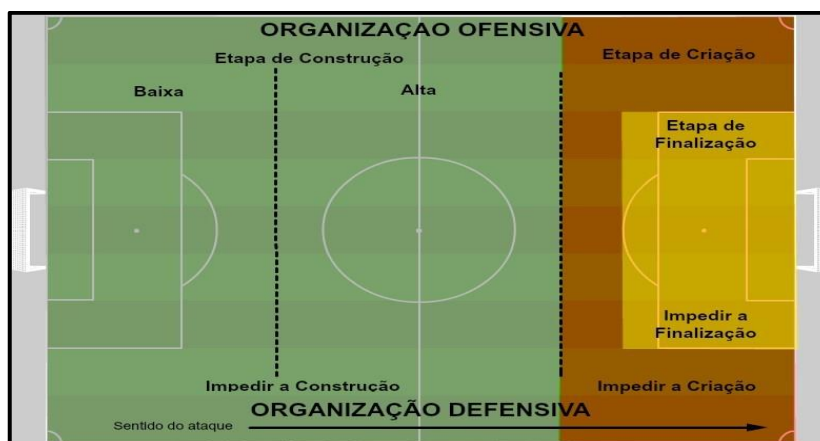 ORGANIZAÇAO OFENSIVA
Etapa de Construção
Etapa de Criação
Baixa
Alta
Etapa de
Finalização
Impedir a
Finalização
Impedir a Construção
Impedir a Criação
ORGANIZAÇÃO DEFENSIVA
Sentido do ataque